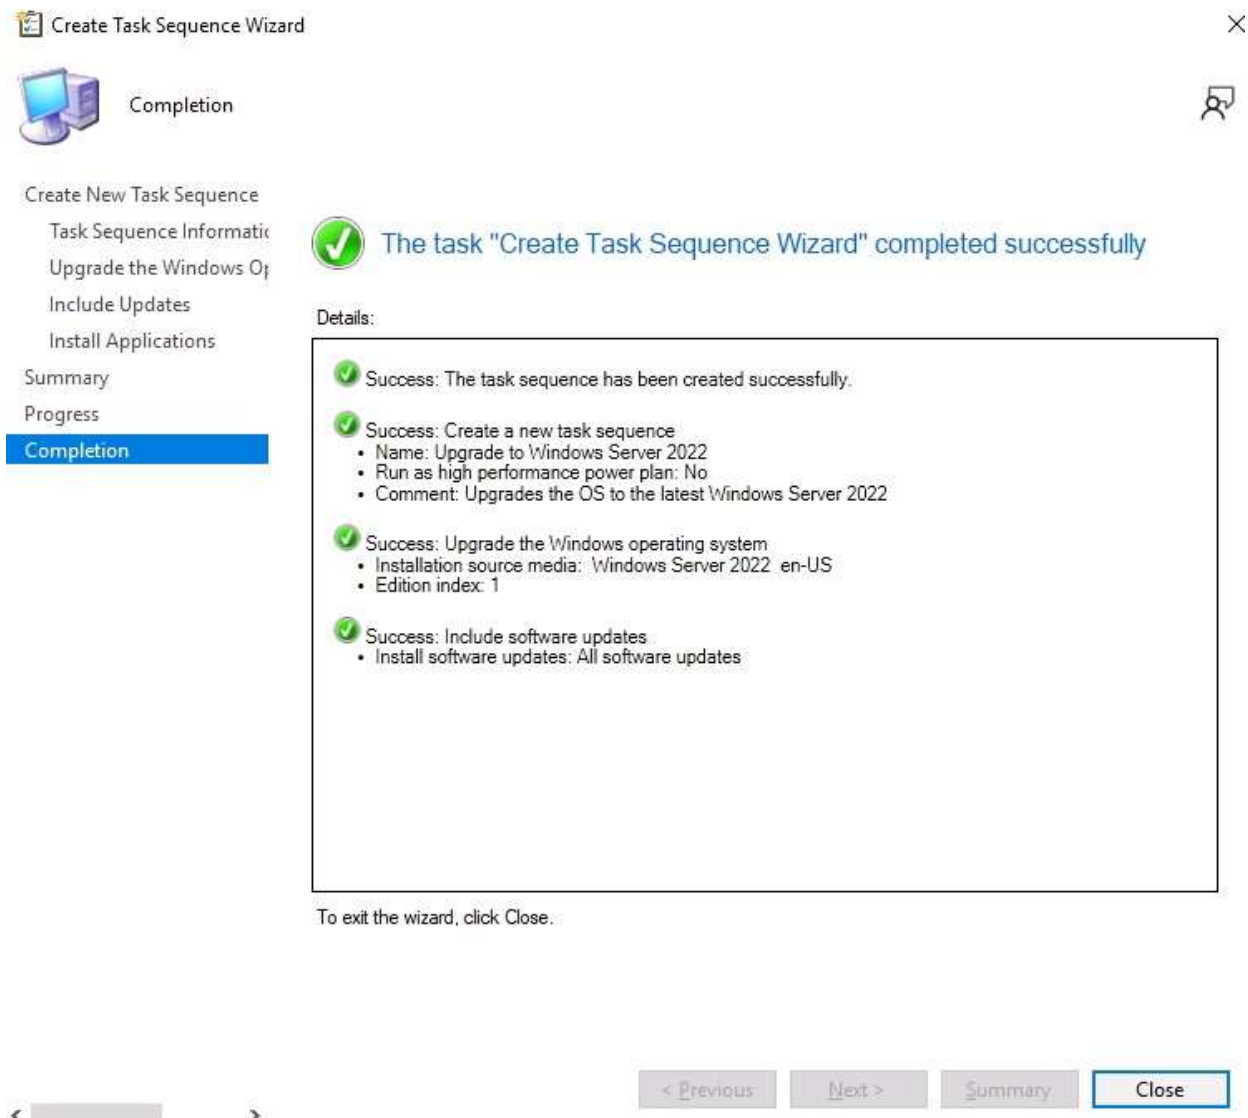 Create Task Sequence Wizard
Completion
Create New Task Sequence
Task Sequence Informatic
Upgrade the Windows Op
Include Updates
Install Applications
Summary
Progress
Completion
The task "Create Task Sequence Wizard" completed successfully
Details:
Success: The task sequence has been created successfully.
Success: Create a new task sequence
• Name: Upgrade to Windows Server 2022
• Run as high performance power plan: No
• Comment: Upgrades the OS to the latest Windows Server 2022
Success: Upgrade the Windows operating system
• Installation source media: Windows Server 2022 en-US
• Edition index: 1
Success: Include software updates
• Install software updates: All software updates
To exit the wizard, click Close.
< Previous Next > Summary Close